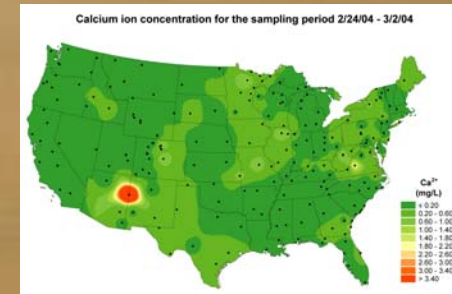 Calcium ion concentration for the sampling period 2/24/04 - 3/2/04
Ca²⁺
(mg/L)
≤ 0.20
0.20 - 0.60
0.60 - 1.00
1.00 - 1.40
1.40 - 1.80
1.80 - 2.20
2.20 - 2.60
2.60 - 3.00
3.00 - 3.40
> 3.40